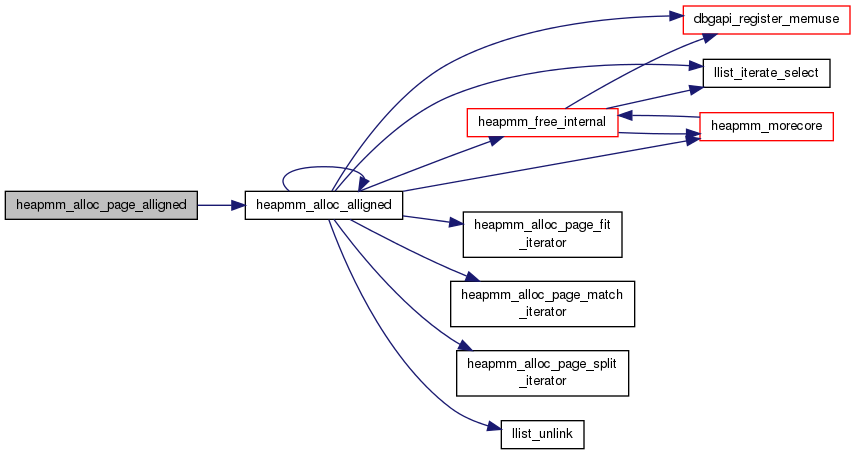 dbgapi_register_memuse
llist_iterate_select
heapmm_free_internal
heapmm_morecore
heapmm_alloc_page_alligned
heapmm_alloc_alligned
heapmm_alloc_page_fit
_iterator
heapmm_alloc_page_match
_iterator
heapmm_alloc_page_split
_iterator
llist_unlink